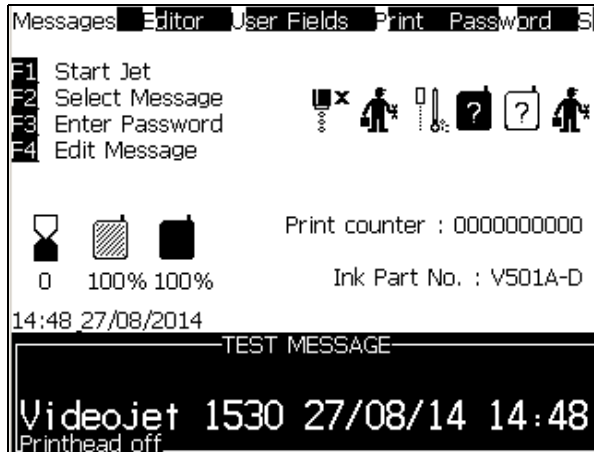 Messages Editor User Fields Print Password S
F1 Start Jet
F2 Select Message
F3 Enter Password
F4 Edit Message
? ?
Print counter : 0000000000
0 100% 100%
Ink Part No. : V501A-D
14:48 27/08/2014
TEST MESSAGE
Videojet 1530 27/08/14 14:48
Printhead off